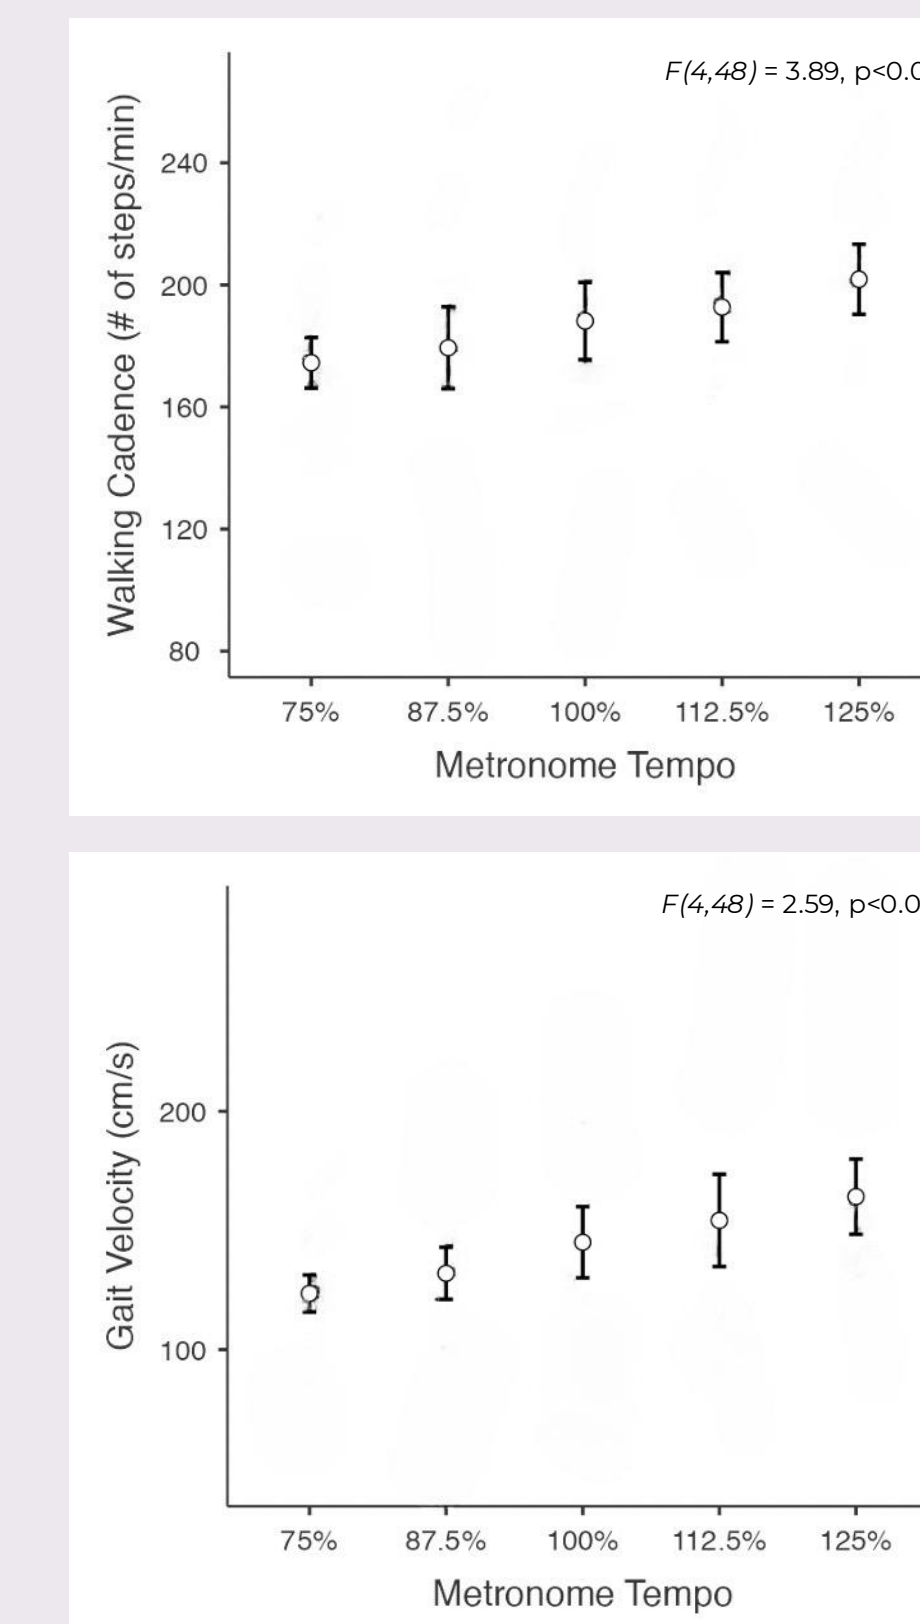 F(4,48) = 3.89, p<0.0
Walking Cadence (# of steps/min)
240
200
160
120
80
75% 87.5% 100% 112.5% 125%
Metronome Tempo
F(4,48) = 2.59, p<0.0
Gait Velocity (cm/s)
200
100
75% 87.5% 100% 112.5% 125%
Metronome Tempo